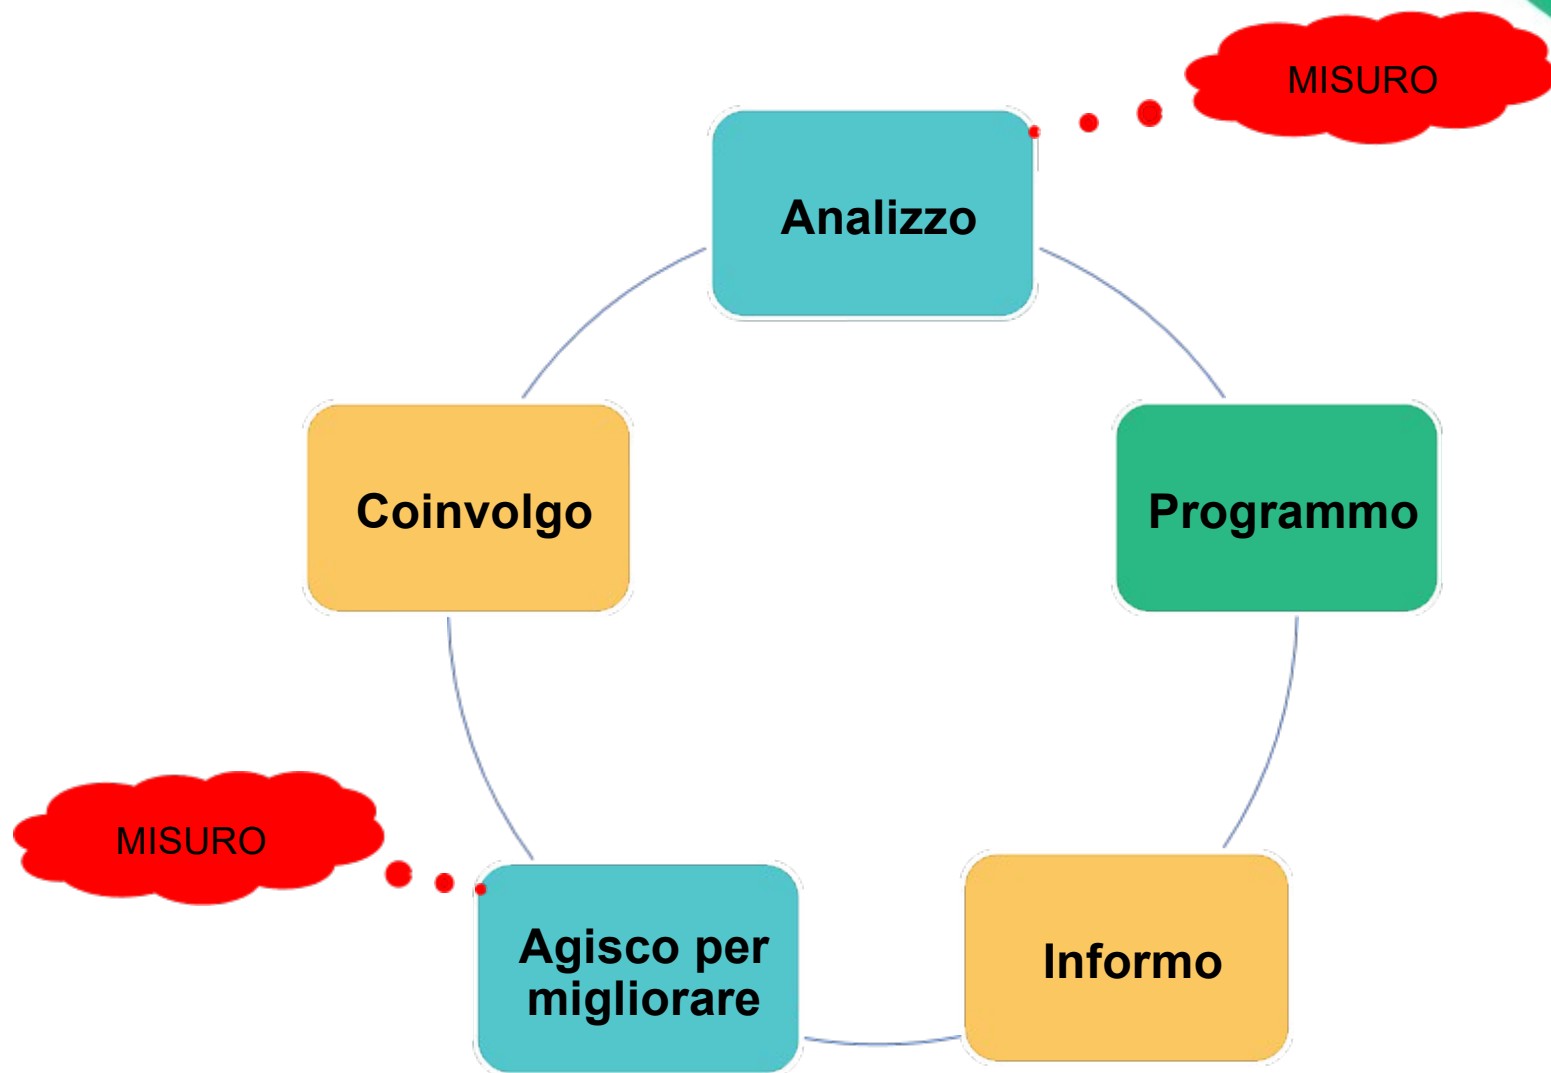 MISURO
Analizzo
Coinvolgo
Programmo
MISURO
Agisco per
migliorare
Informo